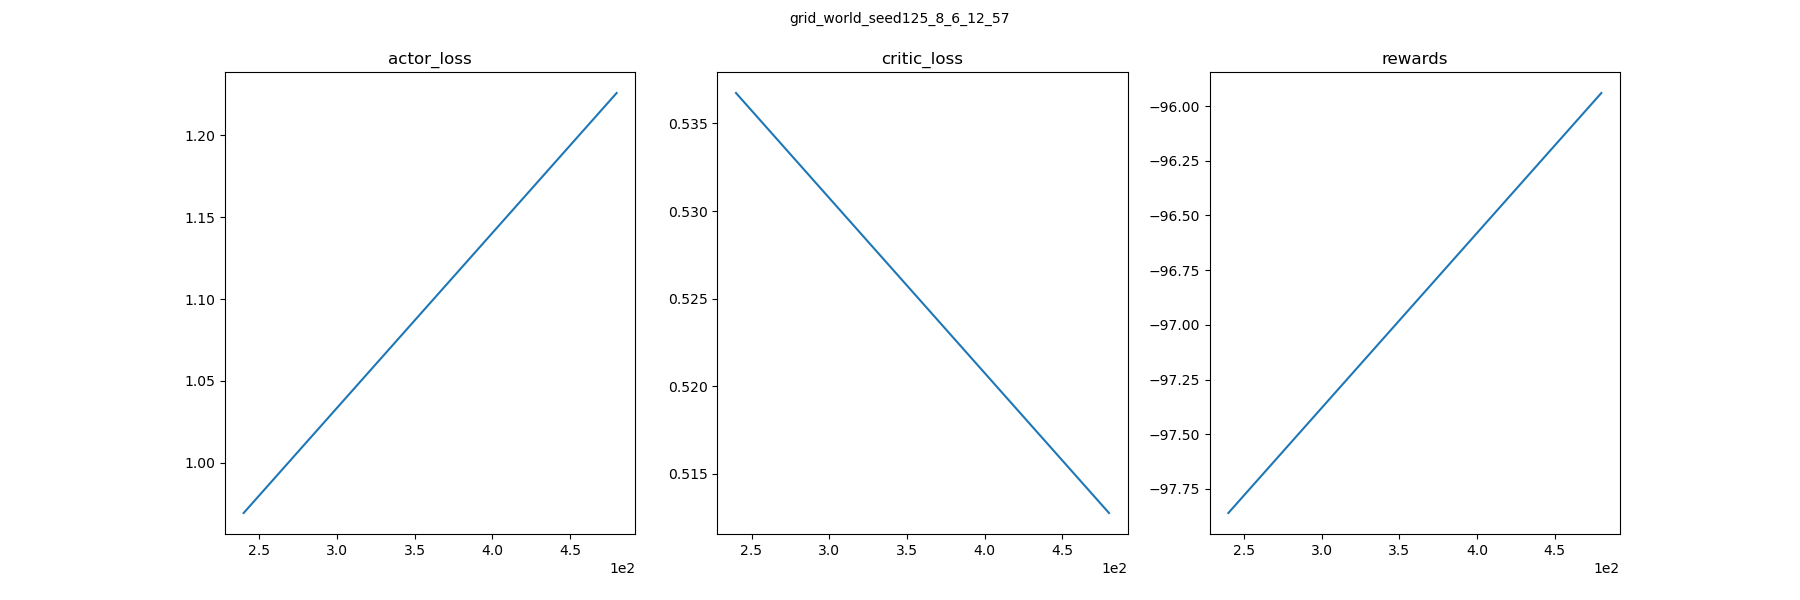 grid_world_seed125_8_6_12_57
actor_loss
1.20
1.15
1.10
1.05
1.00
2.5 3.0 3.5 4.0 4.5
1e2
critic_loss
0.535
0.530
0.525
0.520
0.515
2.5 3.0 3.5 4.0 4.5
1e2
rewards
−96.00
−96.25
−96.50
−96.75
−97.00
−97.25
−97.50
−97.75
2.5 3.0 3.5 4.0 4.5
1e2